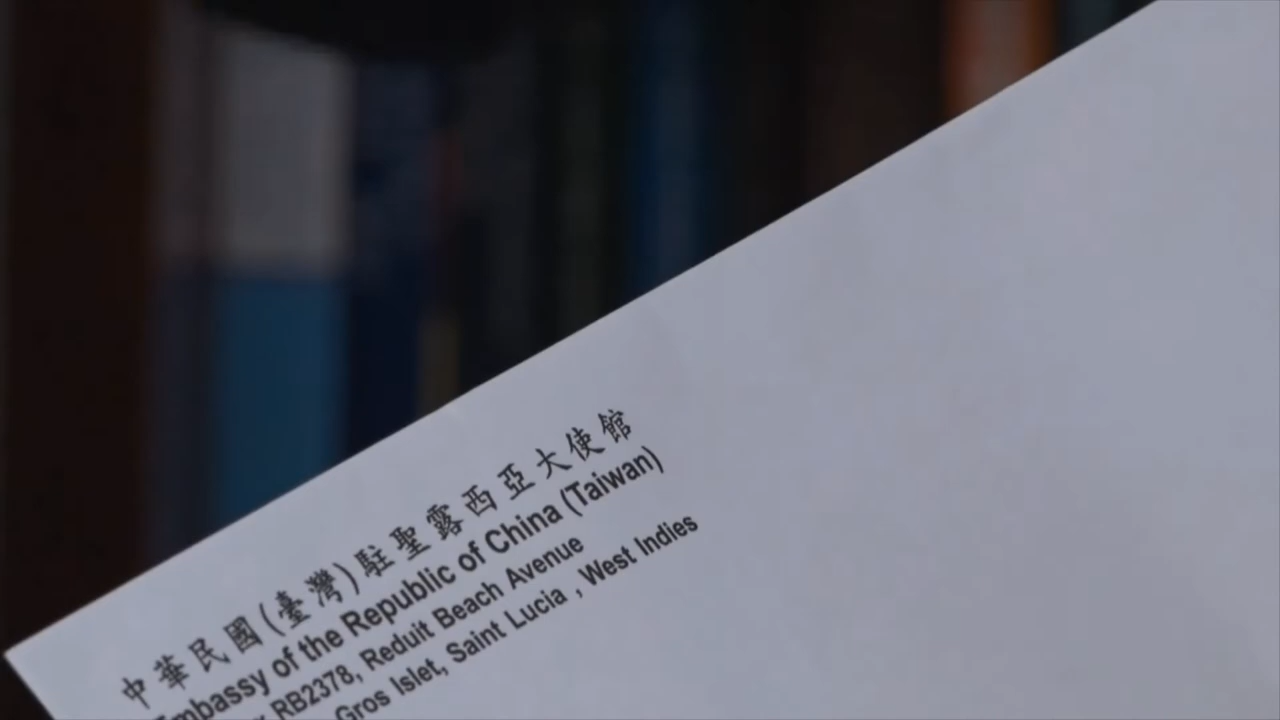 中華民國(臺灣)駐聖露西亞大使館
Embassy of the Republic of China (Taiwan)
RB2378, Reduit Beach Avenue
Gros Islet, Saint Lucia , West Indies